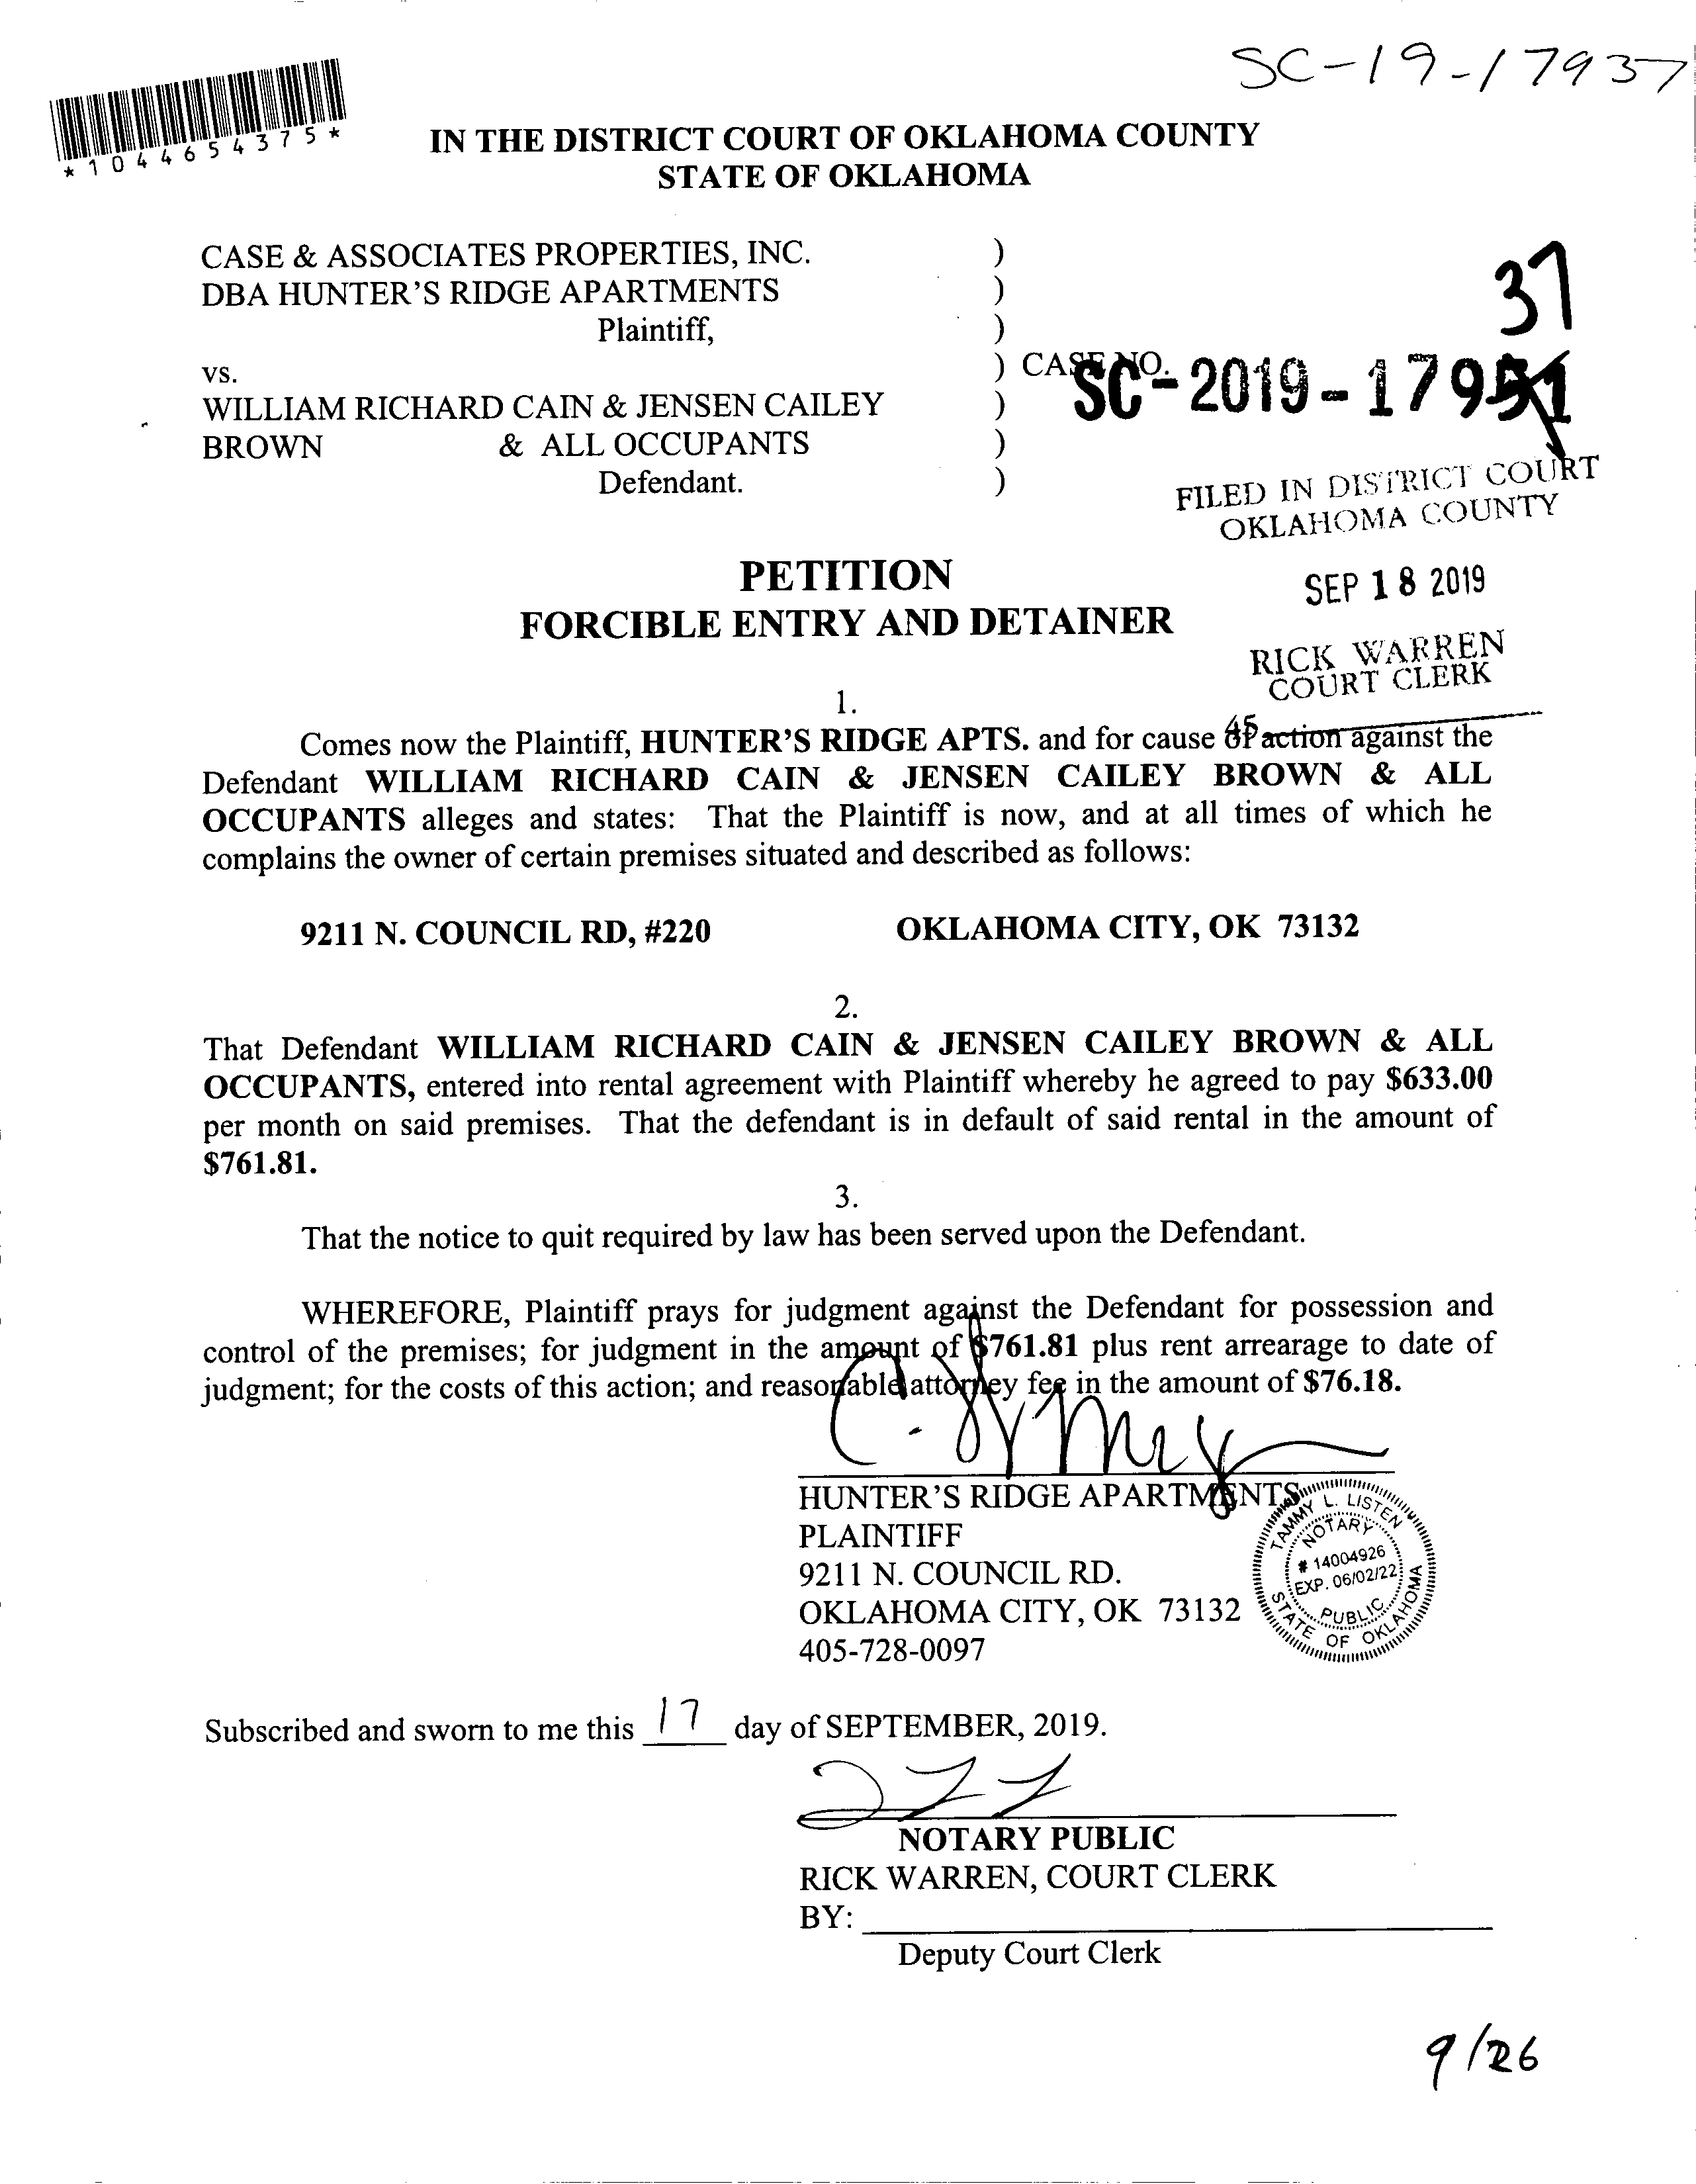 SC-19-17937
*1044654375*
IN THE DISTRICT COURT OF OKLAHOMA COUNTY
STATE OF OKLAHOMA
CASE & ASSOCIATES PROPERTIES, INC. )
DBA HUNTER'S RIDGE APARTMENTS )
Plaintiff, )
37
vs. ) CASE NO. SC-2019-17951
WILLIAM RICHARD CAIN & JENSEN CAILEY )
BROWN & ALL OCCUPANTS )
Defendant. )
FILED IN DISTRICT COURT
OKLAHOMA COUNTY
SEP 18 2019
RICK WARREN
COURT CLERK
45
PETITION
FORCIBLE ENTRY AND DETAINER
1.
Comes now the Plaintiff, HUNTER'S RIDGE APTS. and for cause of action against the
Defendant WILLIAM RICHARD CAIN & JENSEN CAILEY BROWN & ALL
OCCUPANTS alleges and states: That the Plaintiff is now, and at all times of which he
complains the owner of certain premises situated and described as follows:
9211 N. COUNCIL RD, #220 OKLAHOMA CITY, OK 73132
2.
That Defendant WILLIAM RICHARD CAIN & JENSEN CAILEY BROWN & ALL
OCCUPANTS, entered into rental agreement with Plaintiff whereby he agreed to pay $633.00
per month on said premises. That the defendant is in default of said rental in the amount of
$761.81.
3.
That the notice to quit required by law has been served upon the Defendant.
WHEREFORE, Plaintiff prays for judgment against the Defendant for possession and
control of the premises; for judgment in the amount of $761.81 plus rent arrearage to date of
judgment; for the costs of this action; and reasonable attorney fee in the amount of $76.18.
HUNTER'S RIDGE APARTMENTS
PLAINTIFF
9211 N. COUNCIL RD.
OKLAHOMA CITY, OK 73132
405-728-0097
TAMMY L. LISTEN
NOTARY
# 14004926
EXP. 06/02/22
PUBLIC
STATE OF OKLAHOMA
Subscribed and sworn to me this 17 day of SEPTEMBER, 2019.
NOTARY PUBLIC
RICK WARREN, COURT CLERK
BY:
Deputy Court Clerk
9/26